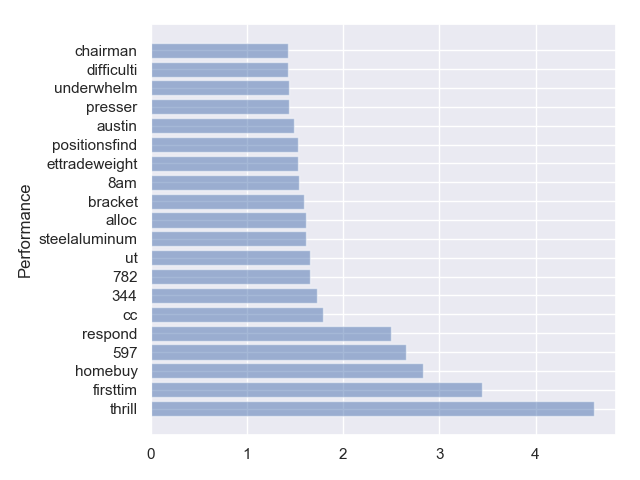 chairman
difficulti
underwhelm
presser
austin
positionsfind
ettradeweight
8am
bracket
alloc
steelaluminum
ut
782
344
cc
respond
597
homebuy
firsttim
thrill
Performance
0 1 2 3 4